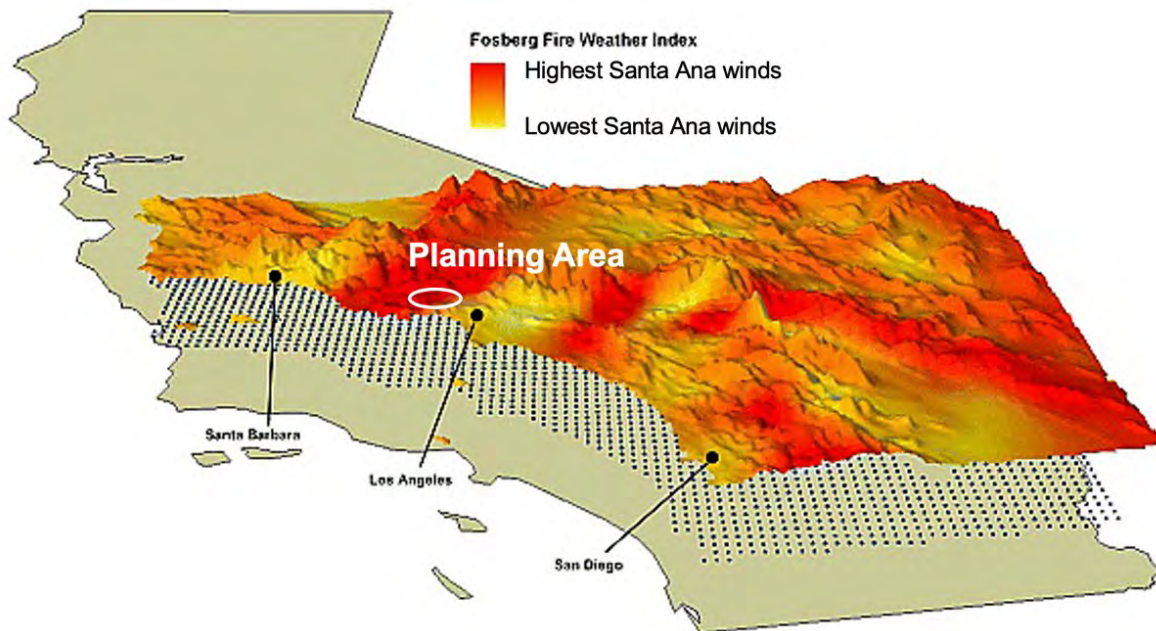 Fosberg Fire Weather Index
Highest Santa Ana winds
Lowest Santa Ana winds
Planning Area
Santa Barbara
Los Angeles
San Diego